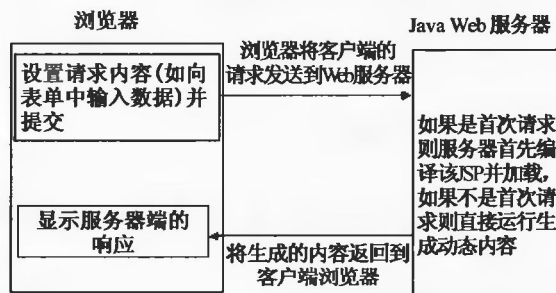 浏览器
Java Web 服务器
设置请求内容(如向
表单中输入数据)并
提交
浏览器将客户端的
请求发送到Web服务器
如果是首次请求
则服务器首先编
译该JSP并加载,
如果不是首次请
求则直接运行生
成动态内容
显示服务器端的
响应
将生成的内容返回到
客户端浏览器